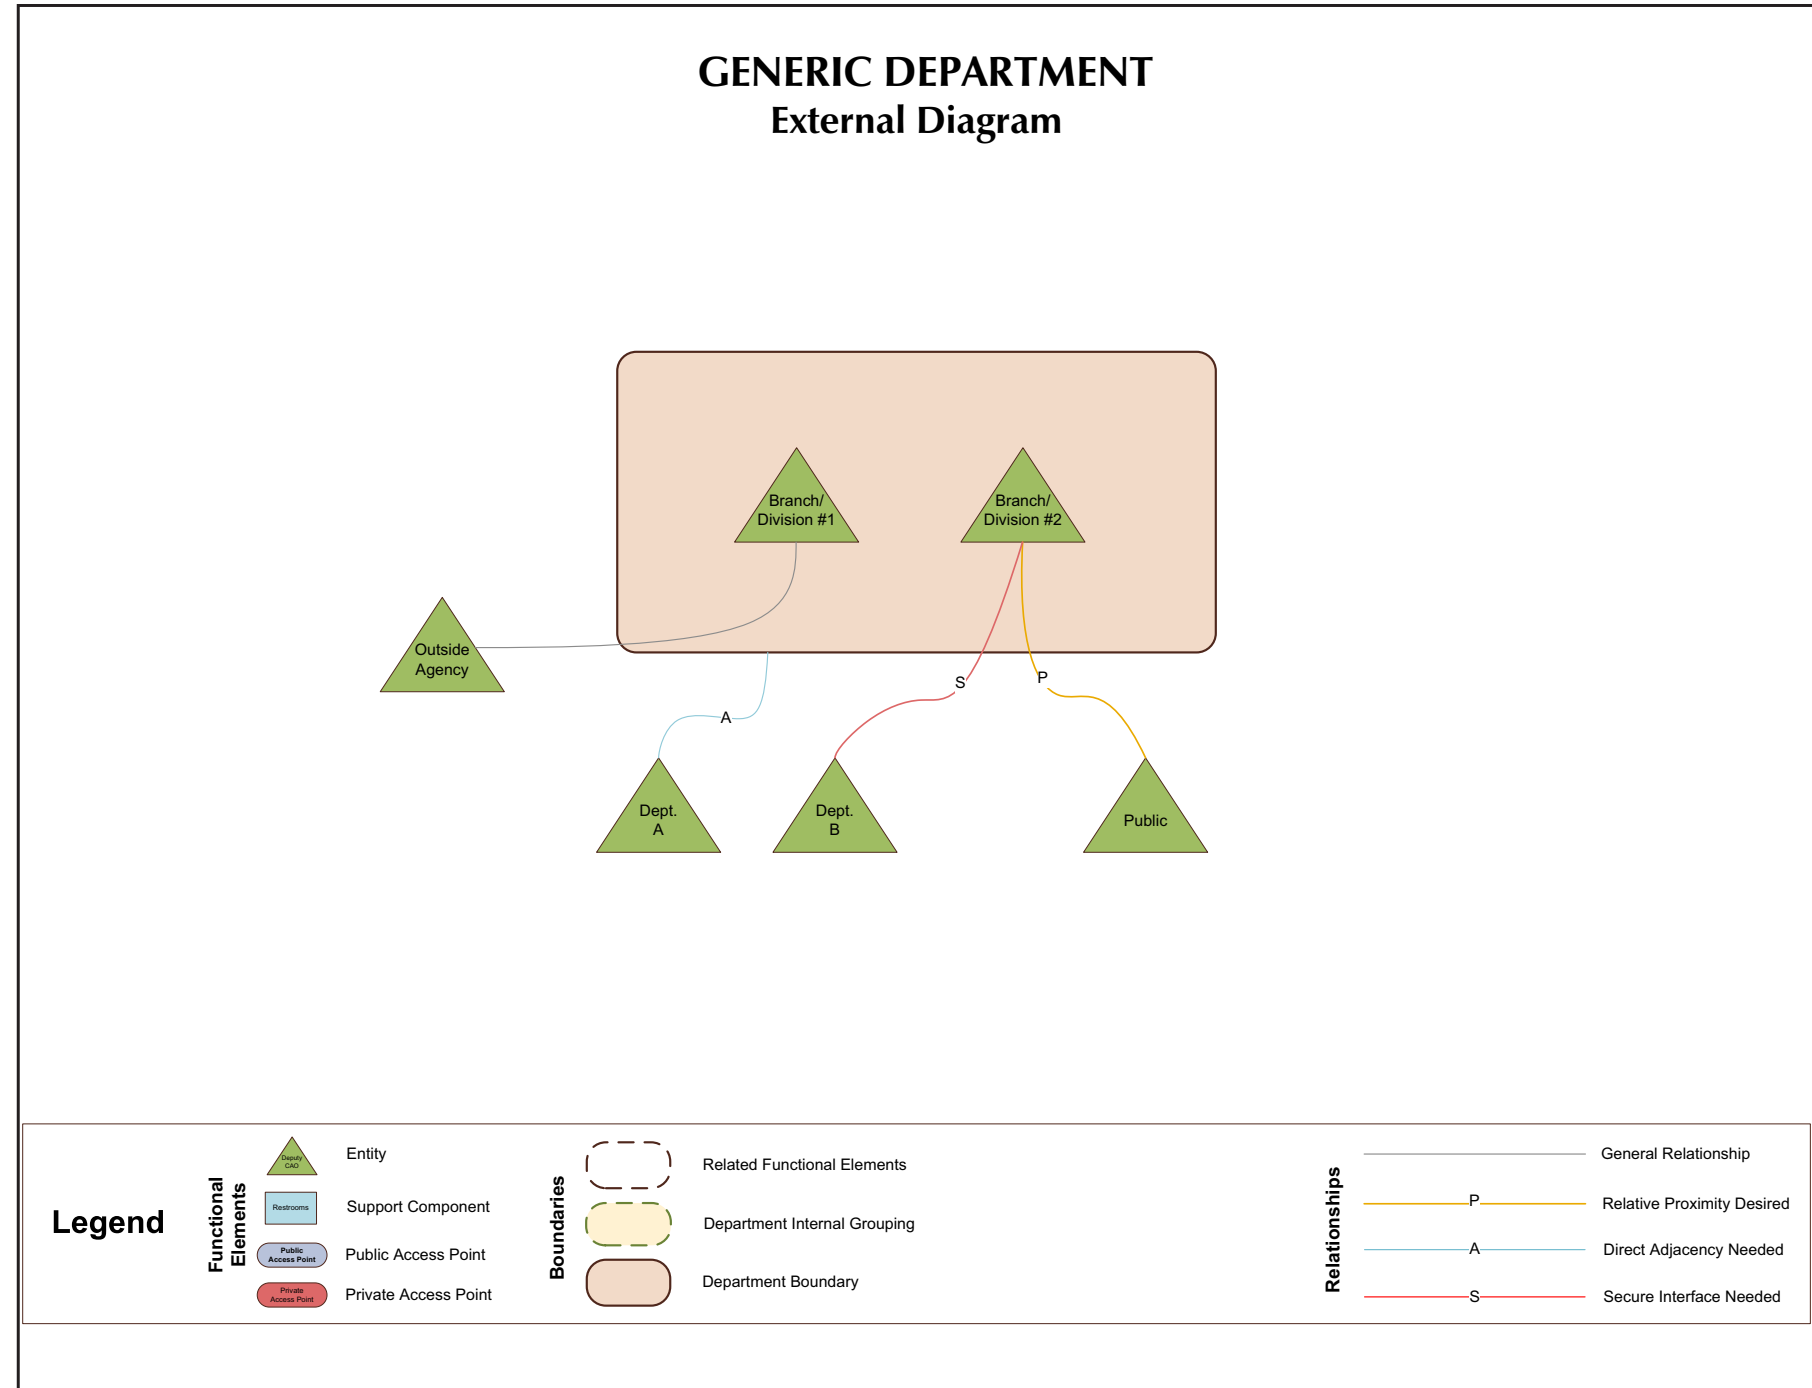 GENERIC DEPARTMENT
External Diagram
Branch/
Division #1
Branch/
Division #2
Outside
Agency
S
P
A
Dept.
A
Dept.
B
Public
Legend
Functional
Elements
Deputy
CAO
Entity
Restrooms
Support Component
Public
Access Point
Public Access Point
Private
Access Point
Private Access Point
Boundaries
Related Functional Elements
Department Internal Grouping
Department Boundary
Relationships
General Relationship
P
Relative Proximity Desired
A
Direct Adjacency Needed
S
Secure Interface Needed